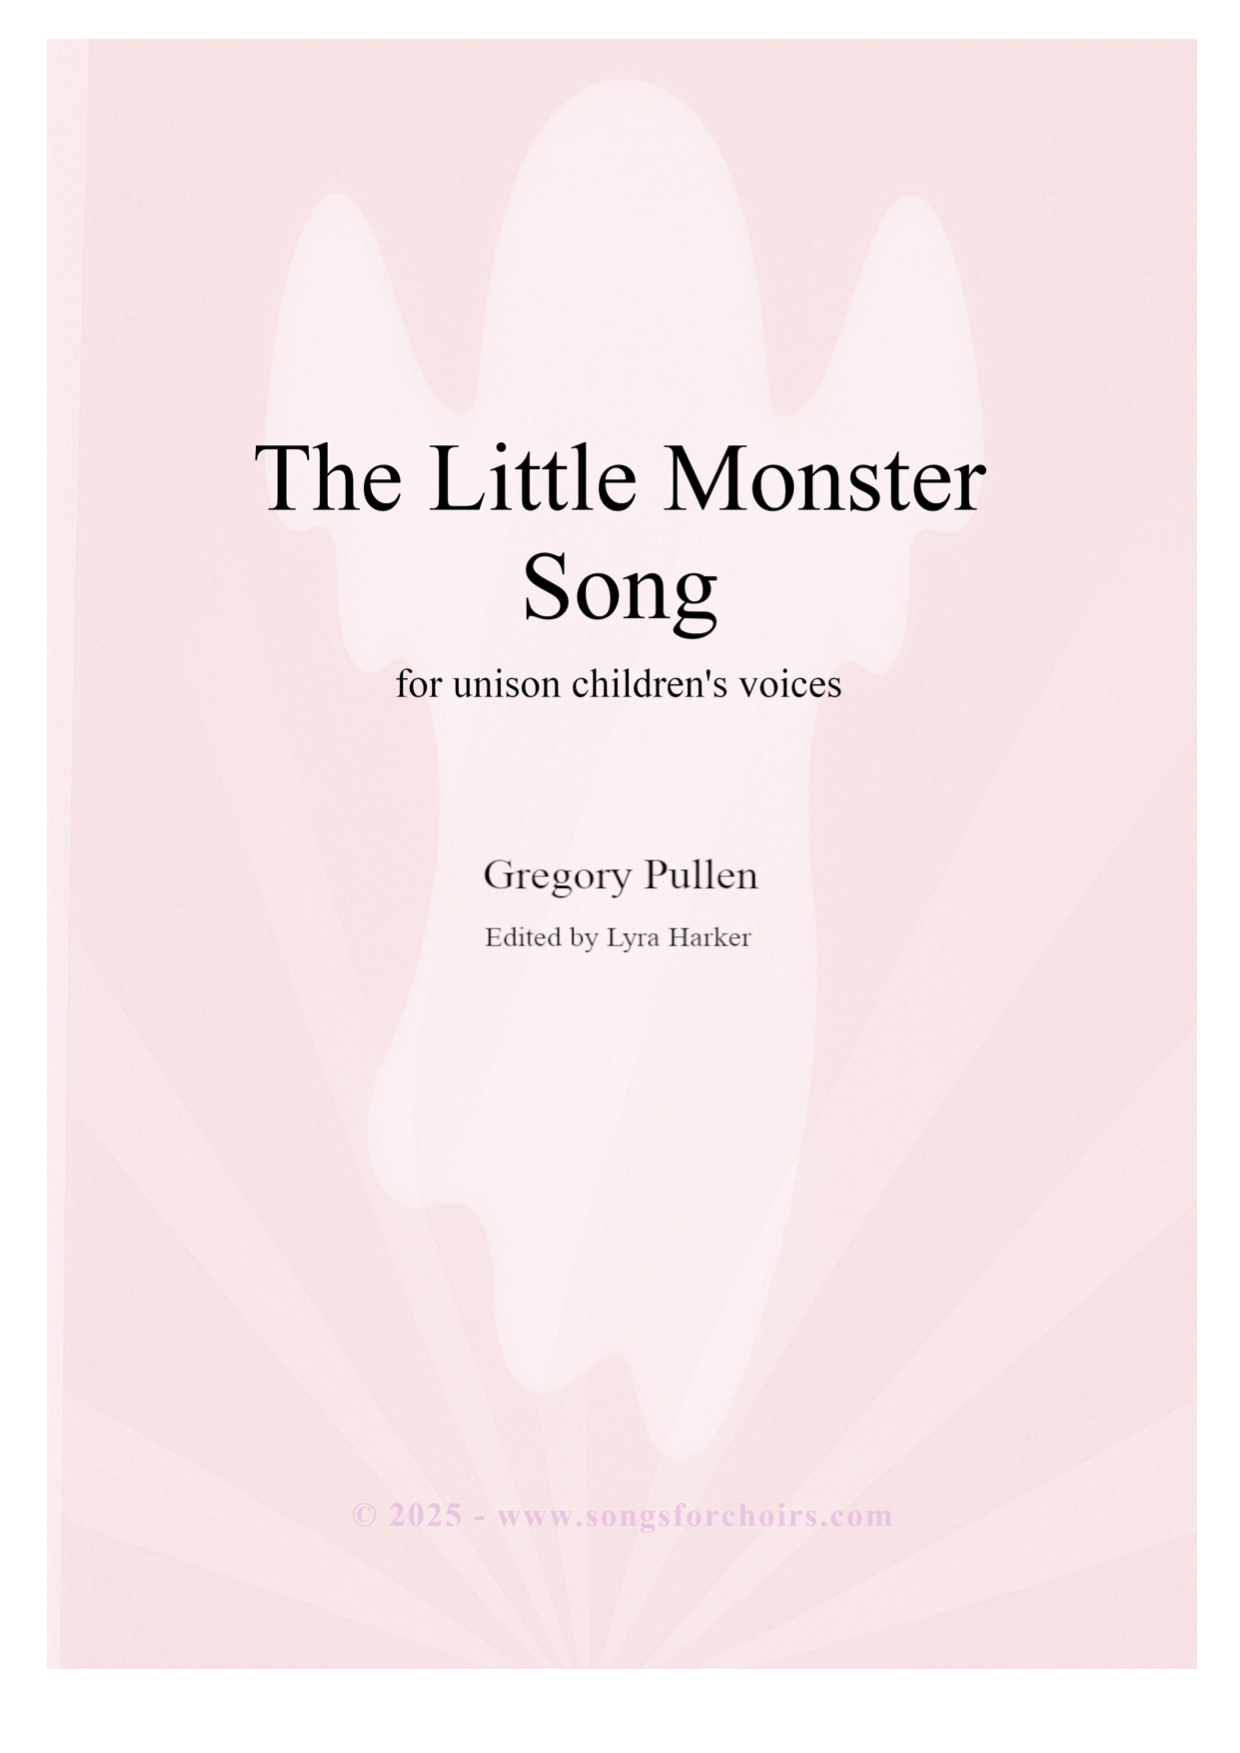 The Little Monster
Song
for unison children's voices
Gregory Pullen
Edited by Lyra Harker
© 2025 - www.songsforchoirs.com